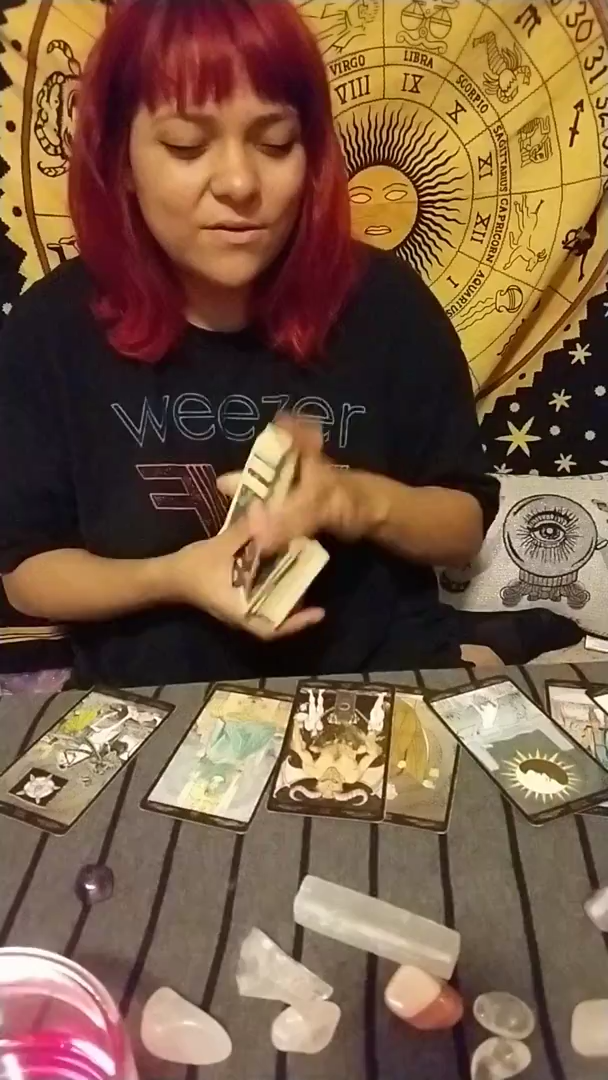 VIRGO
LIBRA
SCORPIO
SAGITTARIUS
CAPRICORN
AQUARIUS
VIII
IX
X
XI
XII
I
30
31
weezer